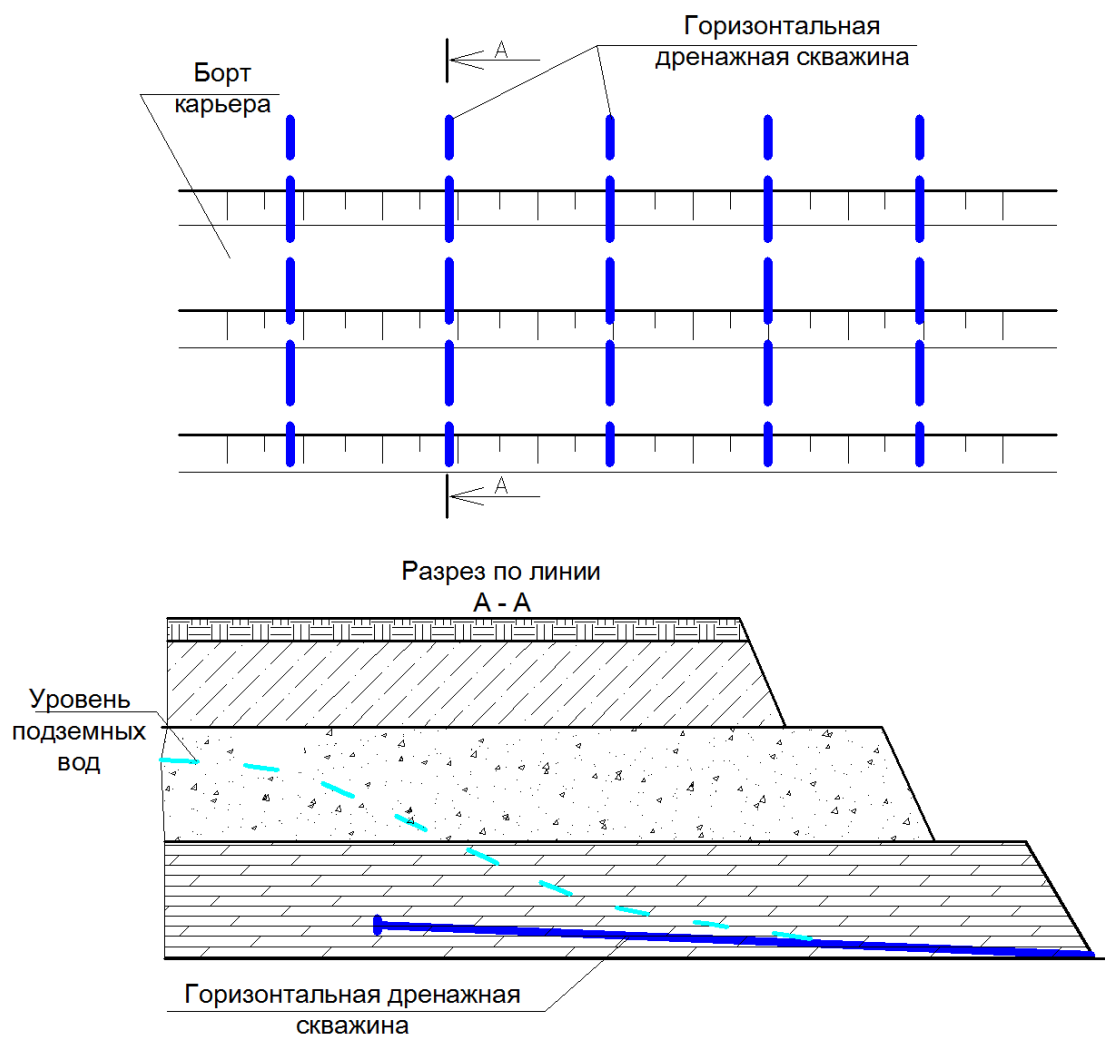 Горизонтальная
дренажная скважина
А
Борт
карьера
А
Разрез по линии
А - А
Уровень
подземных
вод
Горизонтальная дренажная
скважина